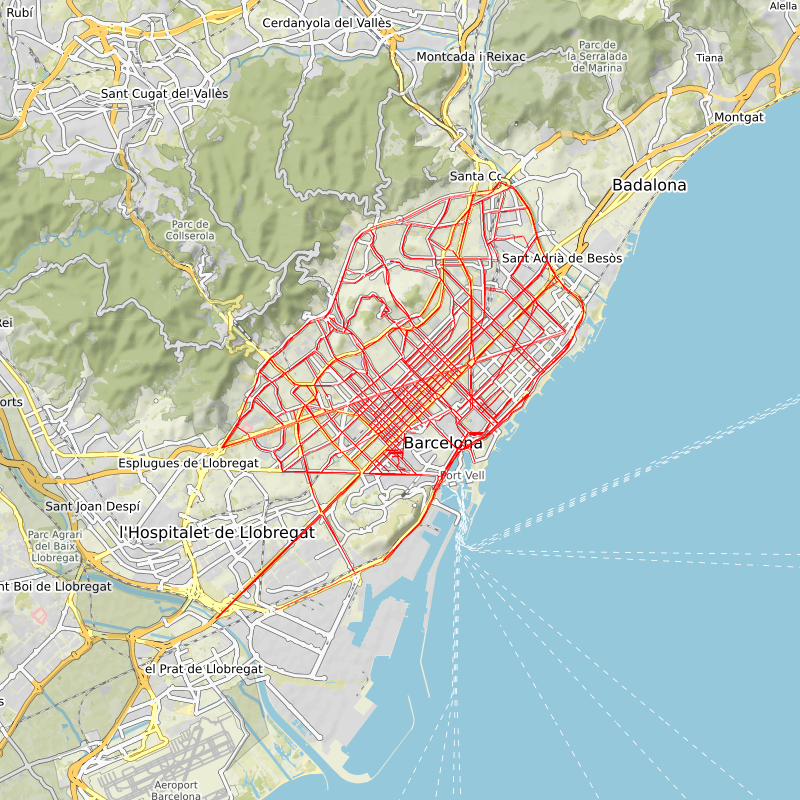 Alella
Rubí
Cerdanyola del Vallès
Parc de
la Serralada
de Marina
Montcada i Reixac
Tiana
Sant Cugat del Vallès
Montgat
Santa Co
Badalona
Parc de
Collserola
Sant Adrià de Besòs
Rei
orts
Barcelona
Esplugues de Llobregat
Port Vell
Sant Joan Despí
l'Hospitalet de Llobregat
Parc Agrari
del Baix
Llobregat
nt Boi de Llobregat
el Prat de Llobregat
s
Aeroport
Barcelona